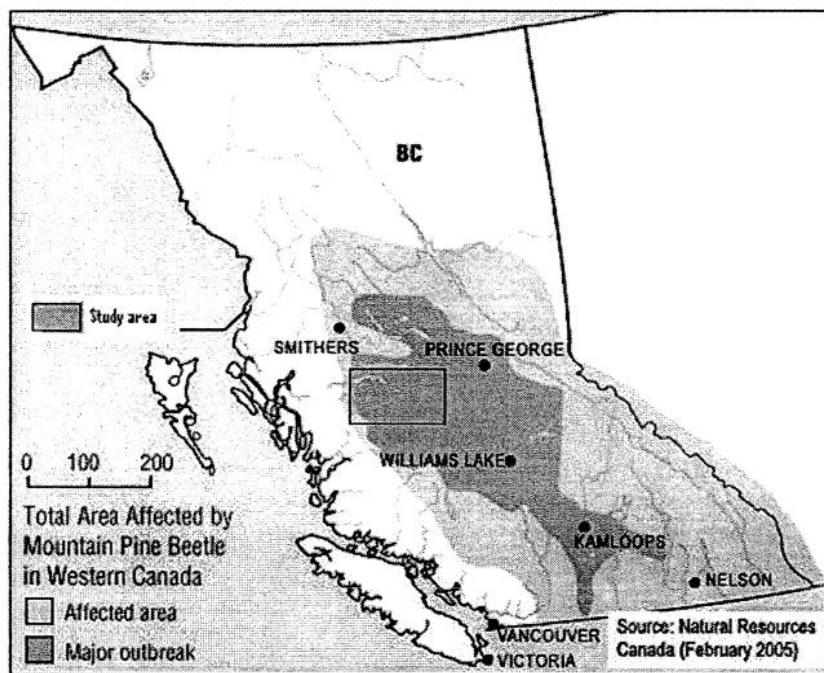 BC
Study area
SMITHERS
PRINCE GEORGE
WILLIAMS LAKE
0 100 200
KAMLOOPS
NELSON
Total Area Affected by
Mountain Pine Beetle
in Western Canada
Affected area
Major outbreak
VANCOUVER
VICTORIA
Source: Natural Resources
Canada (February 2005)